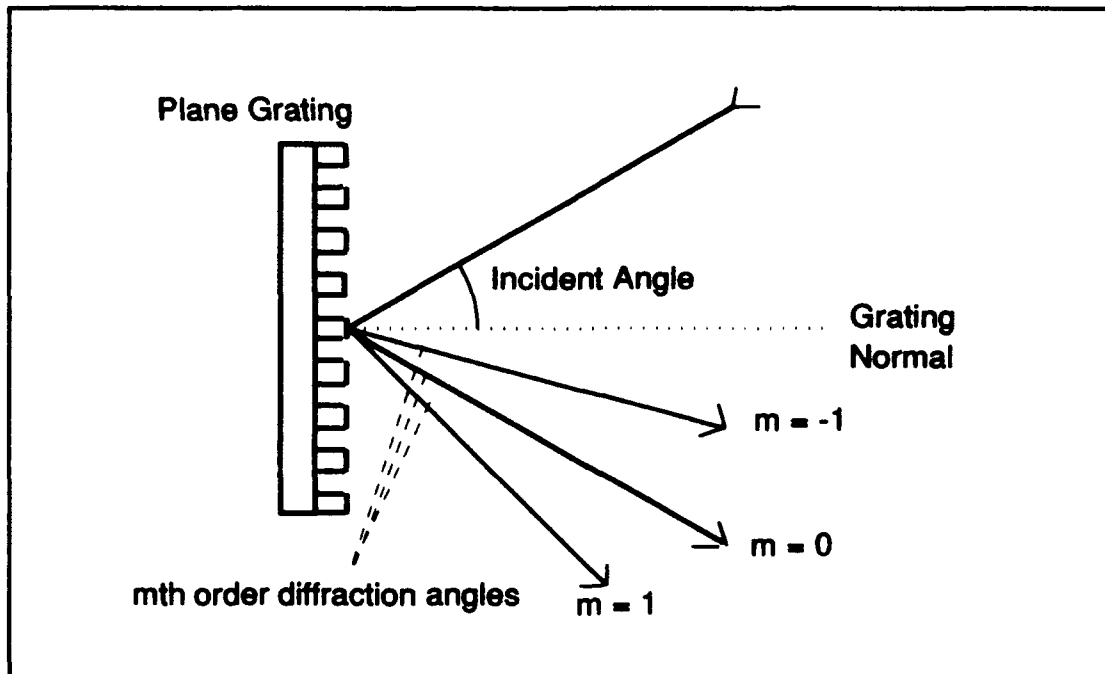 Plane Grating
Incident Angle
Grating
Normal
m = -1
m = 0
m = 1
mth order diffraction angles